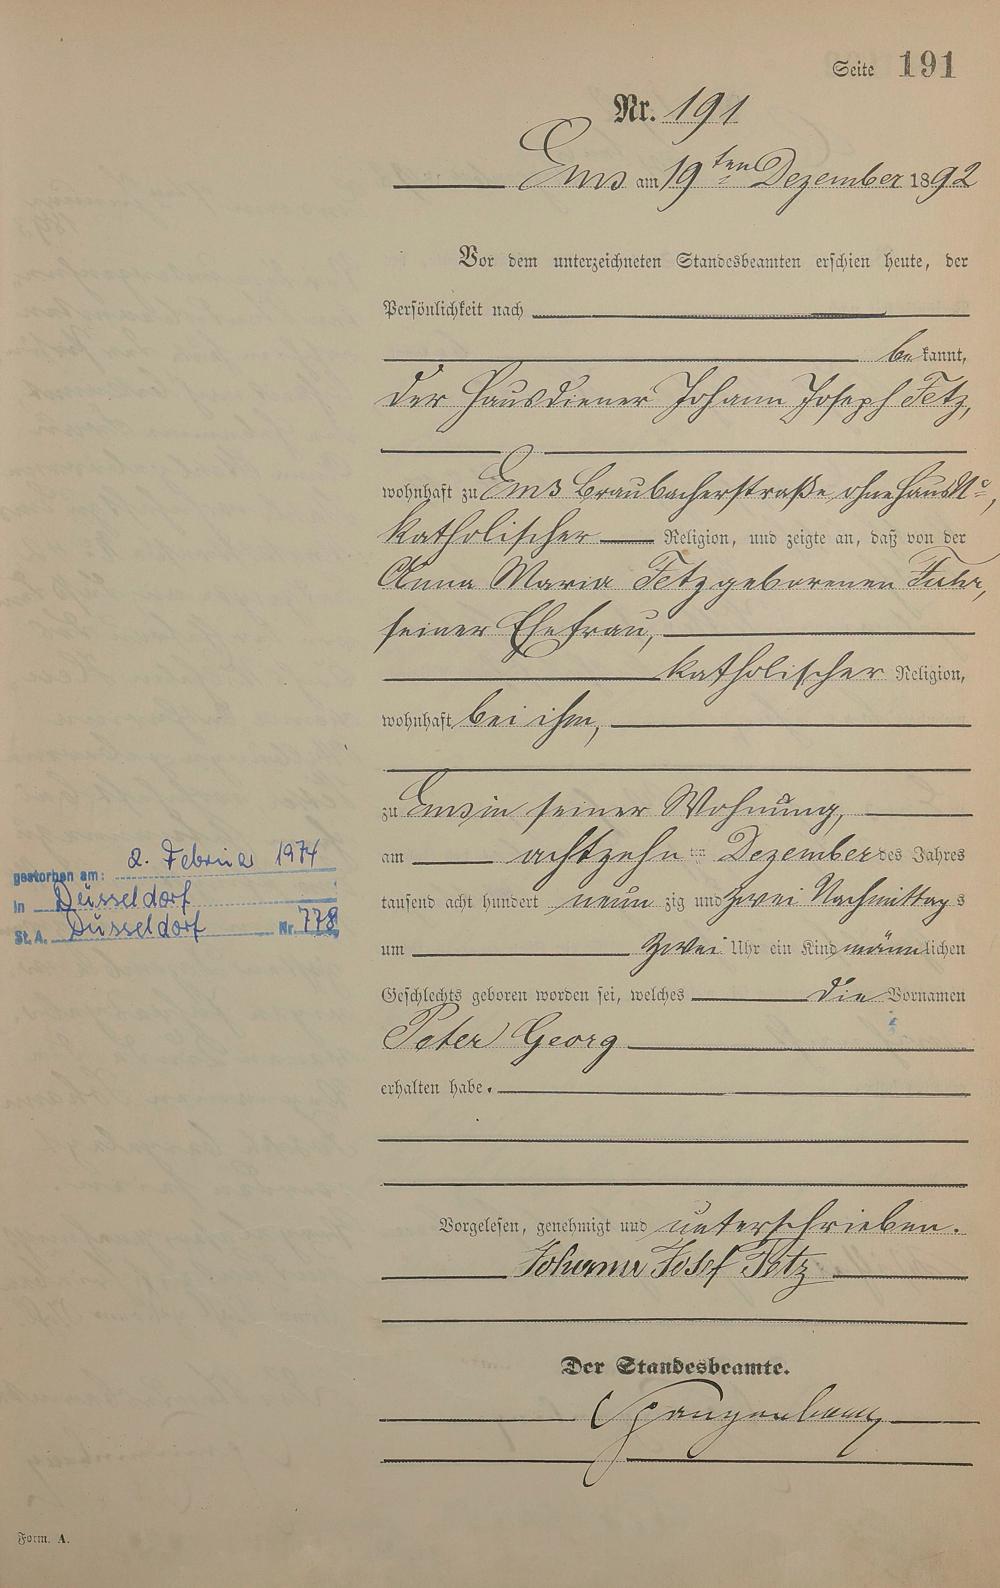 Seite 191
Nr. 191
Ems am 19ten Dezember 1892
Vor dem unterzeichneten Standesbeamten erschien heute, der
Persönlichkeit nach
bekannt,
der Hausdiener Johann Joseph Fetz,
wohnhaft zu Ems Braubacherstraße ohne Haus No,
katholischer Religion, und zeigte an, daß von der
Anna Maria Fetz geborenen Fuhr,
seiner Ehefrau,
katholischer Religion,
wohnhaft bei ihm,
zu Ems in seiner Wohnung,
am achtzehnten Dezember des Jahres
tausend acht hundert neunzig und zwei Nachmittags
um zwei Uhr ein Kind männlichen
Geschlechts geboren worden sei, welches die Vornamen
Peter Georg
erhalten habe.
Vorgelesen, genehmigt und unterschrieben.
Johann Josef Fetz
Der Standesbeamte.
Spangenberg
gestorben am: 2. Februar 1974
in Düsseldorf
St. A. Düsseldorf Nr. 778
Form. A.